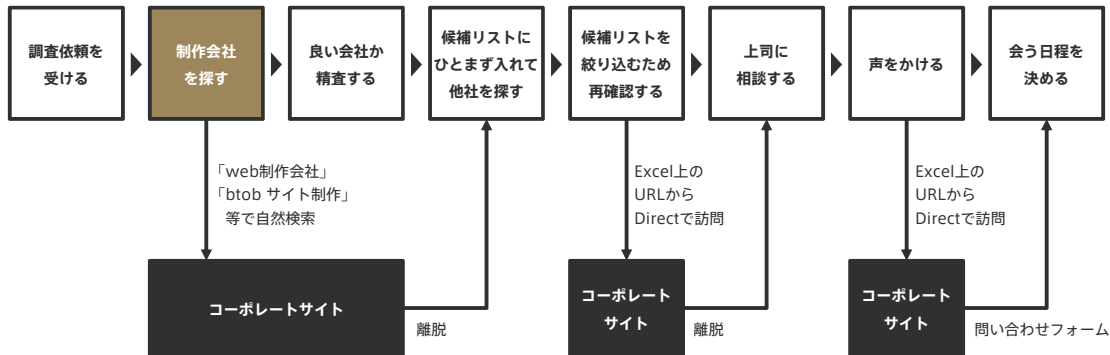 調査依頼を
受ける
制作会社
を探す
良い会社か
精査する
候補リストに
ひとまず入れて
他社を探す
候補リストを
絞り込むため
再確認する
上司に
相談する
声をかける
会う日程を
決める
「web制作会社」
「btob サイト制作」
等で自然検索
Excel上の
URLから
Directで訪問
Excel上の
URLから
Directで訪問
コーポレートサイト
離脱
コーポレート
サイト
離脱
コーポレート
サイト
問い合わせフォーム